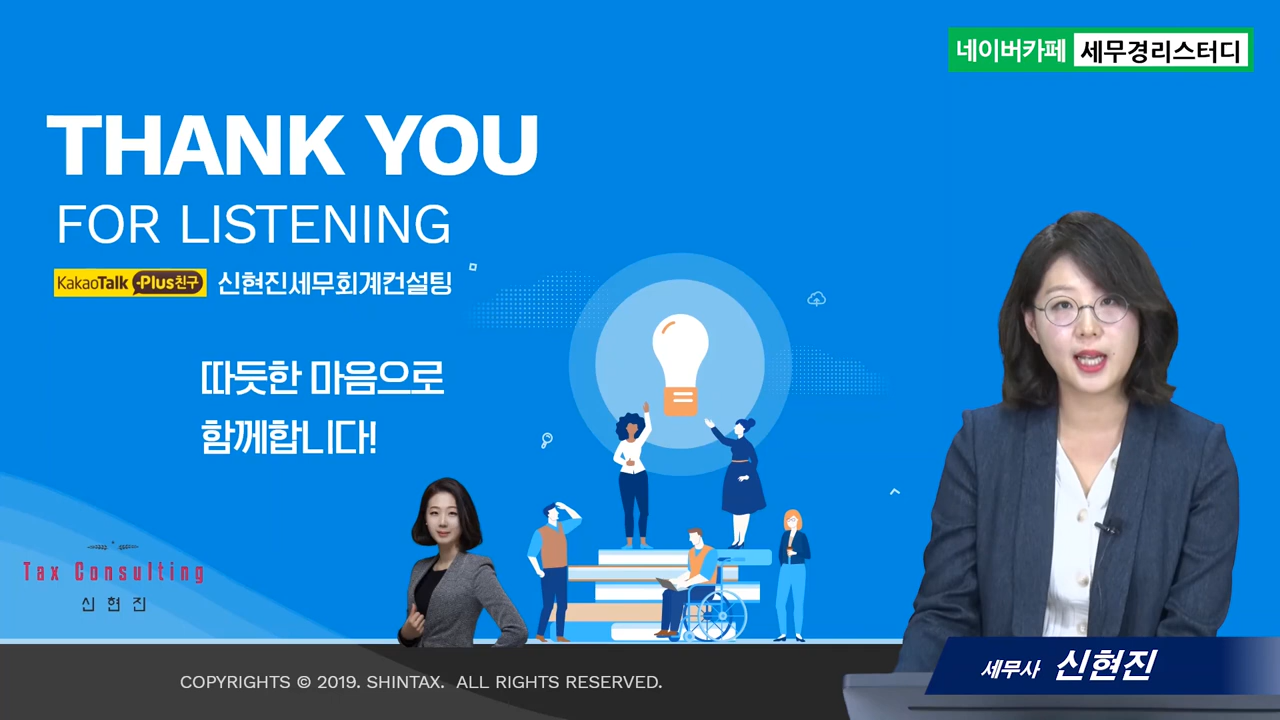 네이버카페 세무경리스터디
THANK YOU
FOR LISTENING
KakaoTalk Plus친구 신현진세무회계컨설팅
따듯한 마음으로
함께합니다!
Tax Consulting
신현진
COPYRIGHTS © 2019. SHINTAX. ALL RIGHTS RESERVED.
세무사 신현진